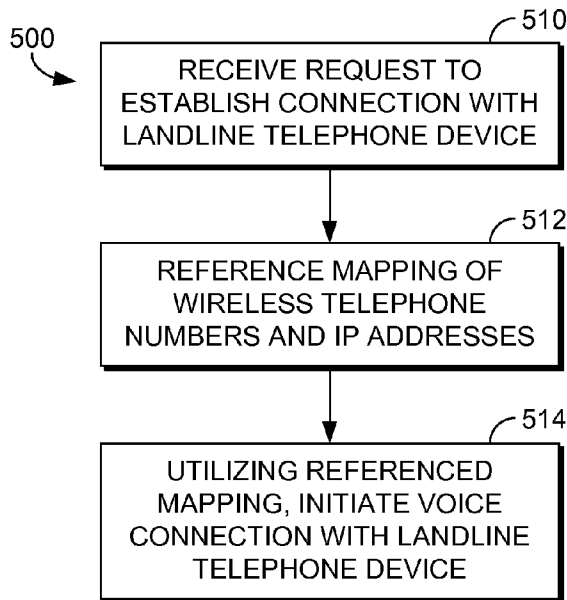 500
510
RECEIVE REQUEST TO
ESTABLISH CONNECTION WITH
LANDLINE TELEPHONE DEVICE
512
REFERENCE MAPPING OF
WIRELESS TELEPHONE
NUMBERS AND IP ADDRESSES
514
UTILIZING REFERENCED
MAPPING, INITIATE VOICE
CONNECTION WITH LANDLINE
TELEPHONE DEVICE